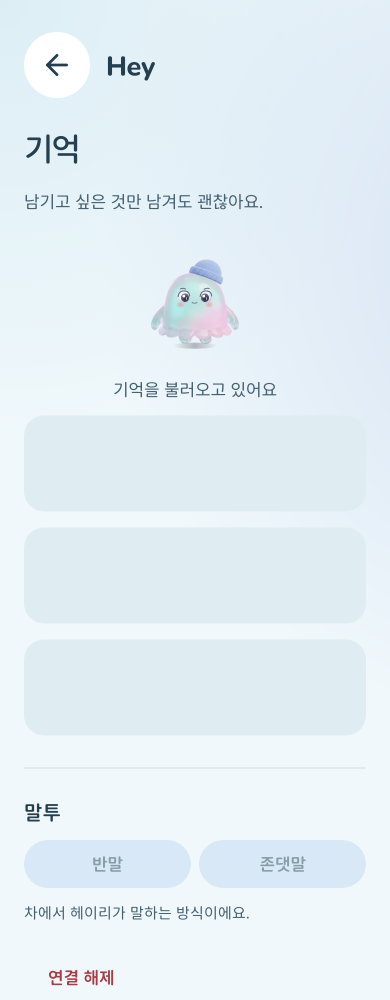 Hey
기억
남기고 싶은 것만 남겨도 괜찮아요.
기억을 불러오고 있어요
말투
반말
존댓말
차에서 헤이리가 말하는 방식이에요.
연결 해제